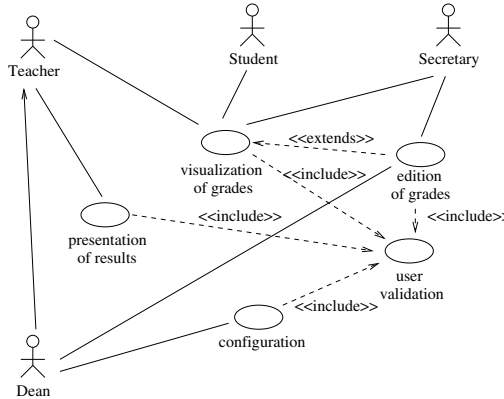 Teacher
Student
Secretary
<<extends>>
visualization
of grades
<<include>>
edition
of grades
<<include>>
<<include>>
presentation
of results
user
validation
<<include>>
configuration
Dean